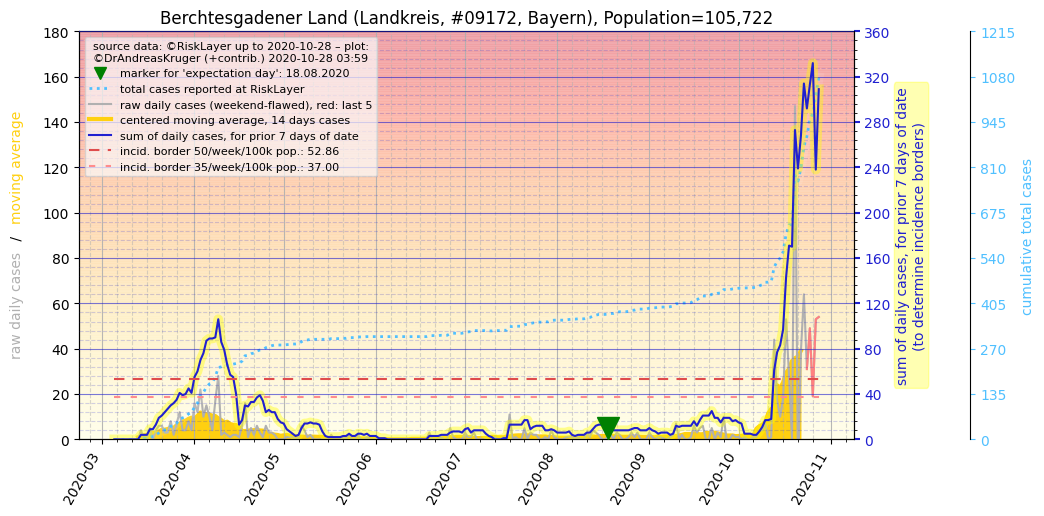 Berchtesgadener Land (Landkreis, #09172, Bayern), Population=105,722
source data: ©RiskLayer up to 2020-10-28 – plot:
©DrAndreasKruger (+contrib.) 2020-10-28 03:59
marker for 'expectation day': 18.08.2020
total cases reported at RiskLayer
raw daily cases (weekend-flawed), red: last 5
centered moving average, 14 days cases
sum of daily cases, for prior 7 days of date
incid. border 50/week/100k pop.: 52.86
incid. border 35/week/100k pop.: 37.00
raw daily cases / moving average
180
160
140
120
100
80
60
40
20
0
2020-03
2020-04
2020-05
2020-06
2020-07
2020-08
2020-09
2020-10
2020-11
360
320
280
240
200
160
120
80
40
0
sum of daily cases, for prior 7 days of date
(to determine incidence borders)
1215
1080
945
810
675
540
405
270
135
0
cumulative total cases